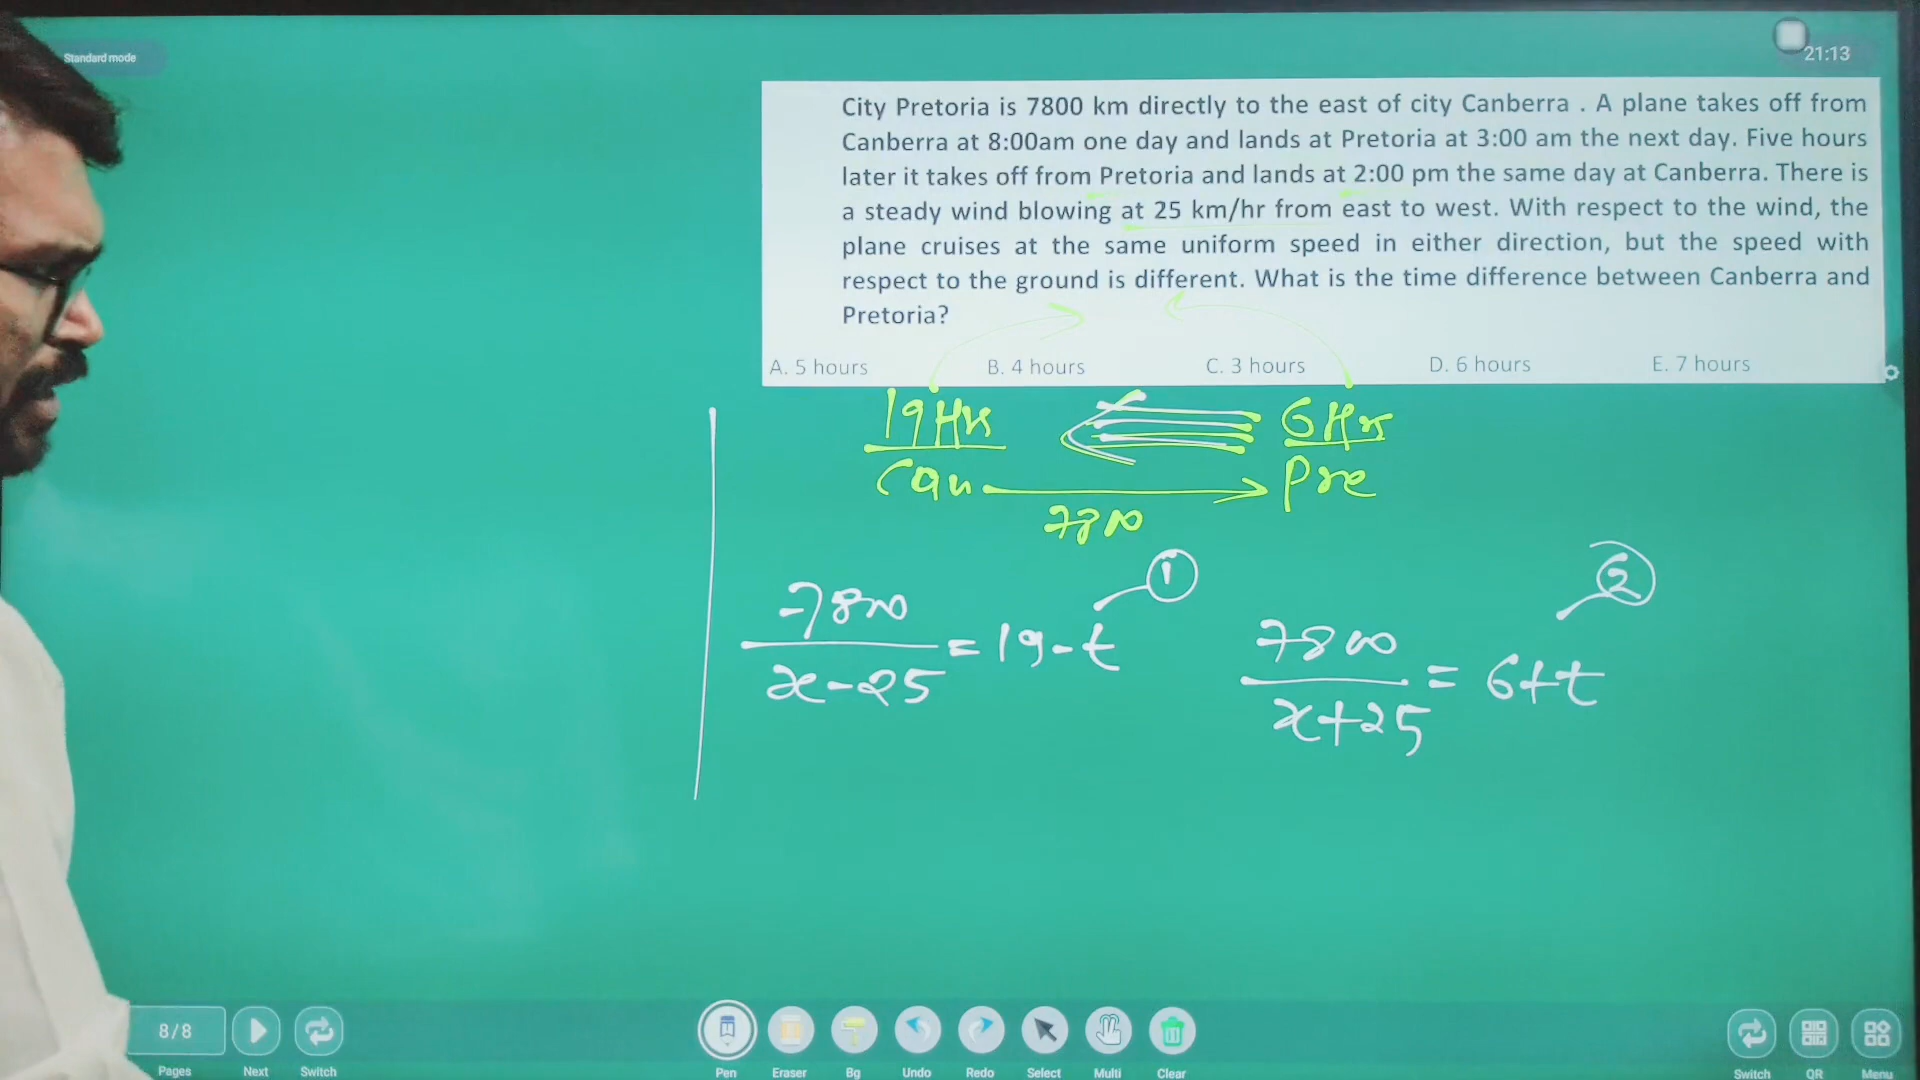 Standard mode
21:13
City Pretoria is 7800 km directly to the east of city Canberra . A plane takes off from
Canberra at 8:00am one day and lands at Pretoria at 3:00 am the next day. Five hours
later it takes off from Pretoria and lands at 2:00 pm the same day at Canberra. There is
a steady wind blowing at 25 km/hr from east to west. With respect to the wind, the
plane cruises at the same uniform speed in either direction, but the speed with
respect to the ground is different. What is the time difference between Canberra and
Pretoria?
A. 5 hours B. 4 hours C. 3 hours D. 6 hours E. 7 hours
19Hrs 6Hrs
Can Pre
7800
1 2
7800 / x-25 = 19-t
7800 / x+25 = 6+t
8/8
Pages Next Switch Pen Eraser Bg Undo Redo Select Multi Clear Switch QR Menu